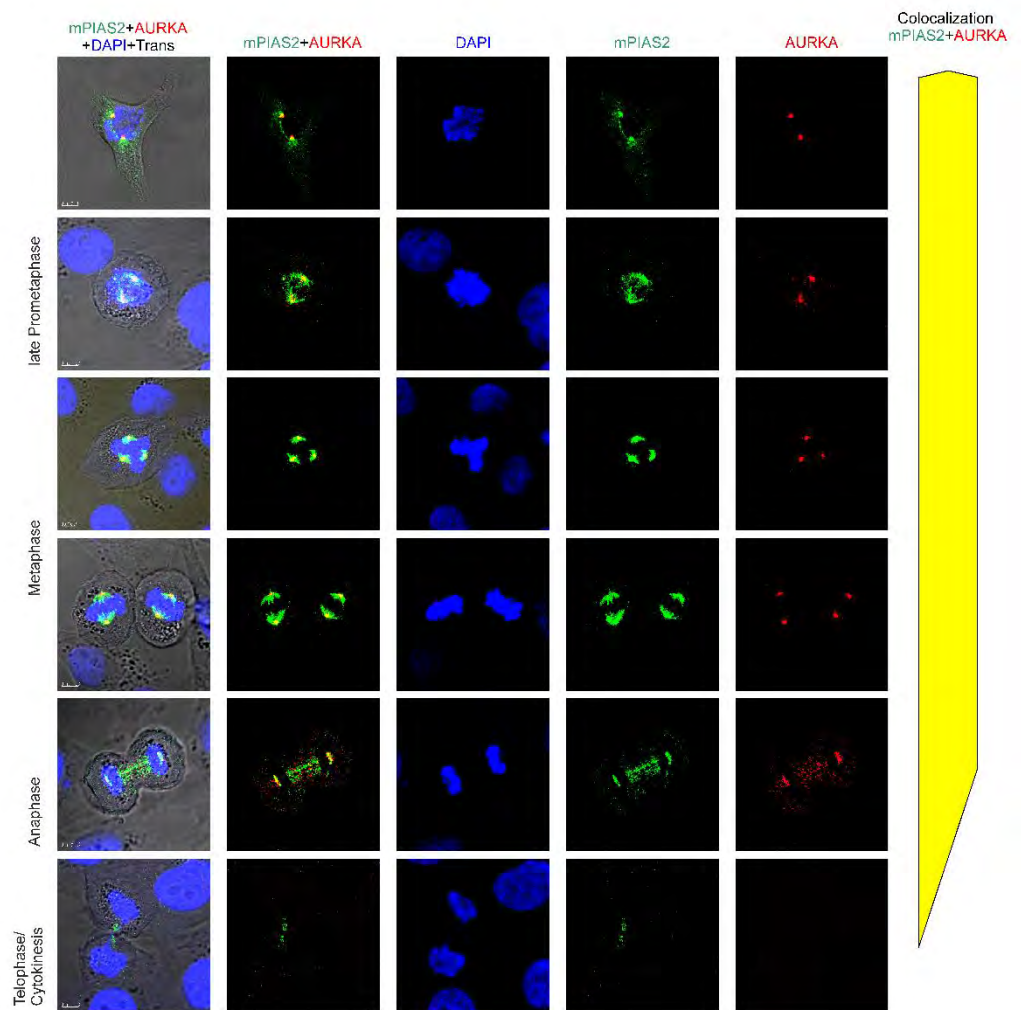 mPIAS2+AURKA
+DAPI+Trans
mPIAS2+AURKA
DAPI
mPIAS2
AURKA
Colocalization
mPIAS2+AURKA
late Prometaphase
Metaphase
Anaphase
Telophase/
Cytokinesis